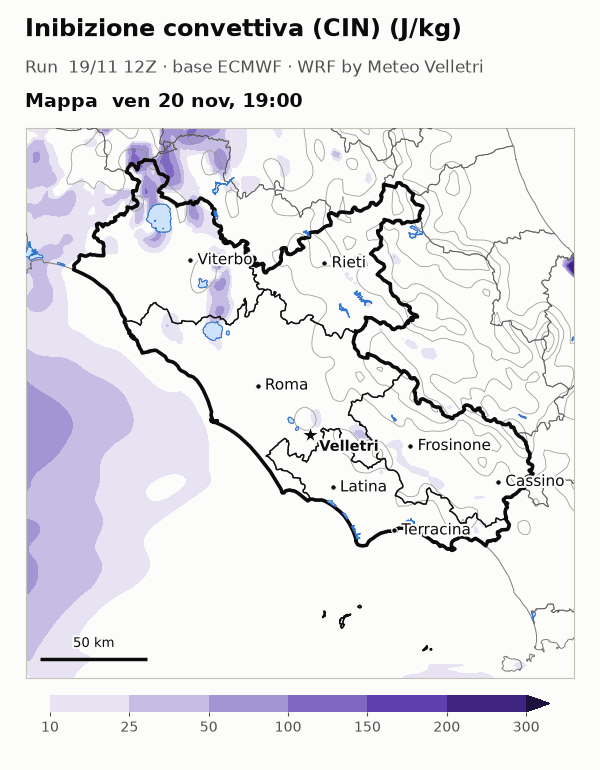 Inibizione convettiva (CIN) (J/kg)
Run 19/11 12Z · base ECMWF · WRF by Meteo Velletri
Mappa ven 20 nov, 19:00
Viterbo
Rieti
Roma
Velletri
Frosinone
Cassino
Latina
Terracina
50 km
10 25 50 100 150 200 300